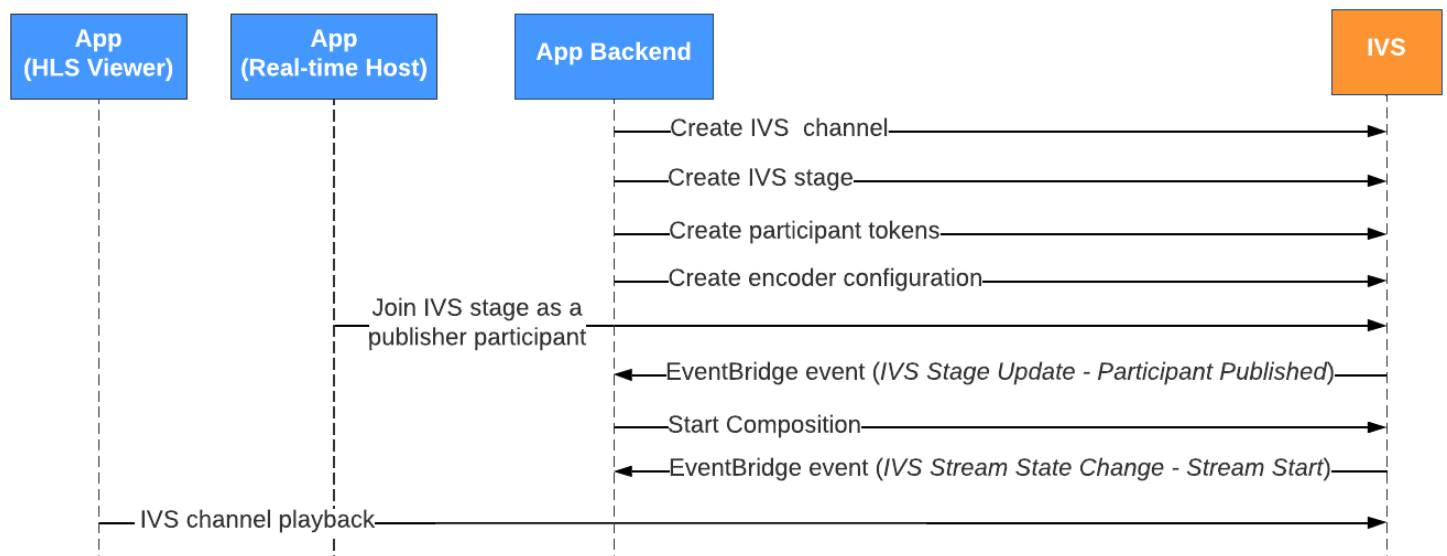 App
(HLS Viewer)
App
(Real-time Host)
App Backend
IVS
Create IVS channel
Create IVS stage
Create participant tokens
Create encoder configuration
Join IVS stage as a
publisher participant
EventBridge event (IVS Stage Update - Participant Published)
Start Composition
EventBridge event (IVS Stream State Change - Stream Start)
IVS channel playback